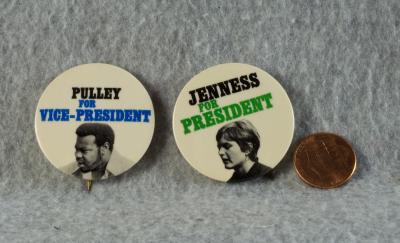 PULLEY
FOR
VICE-PRESIDENT
JENNESS
FOR
PRESIDENT